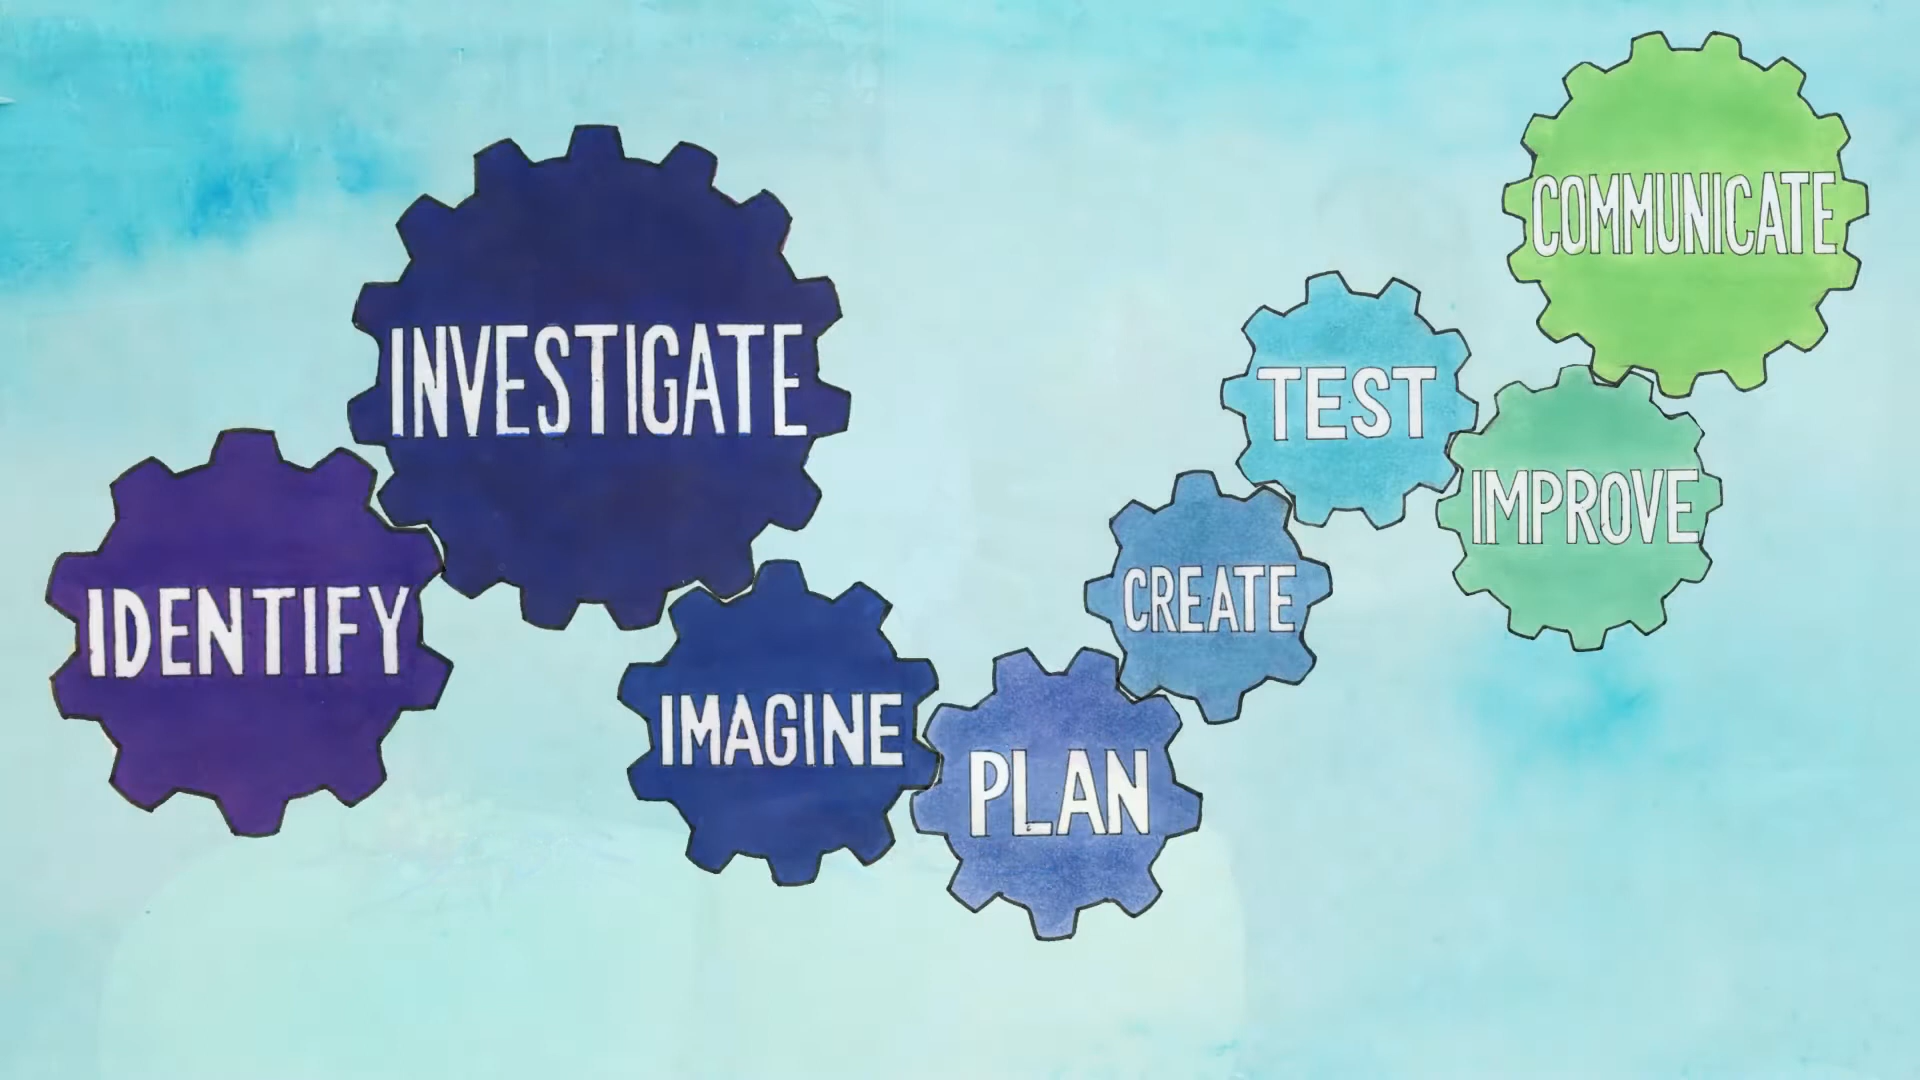 IDENTIFY
INVESTIGATE
IMAGINE
PLAN
CREATE
TEST
IMPROVE
COMMUNICATE